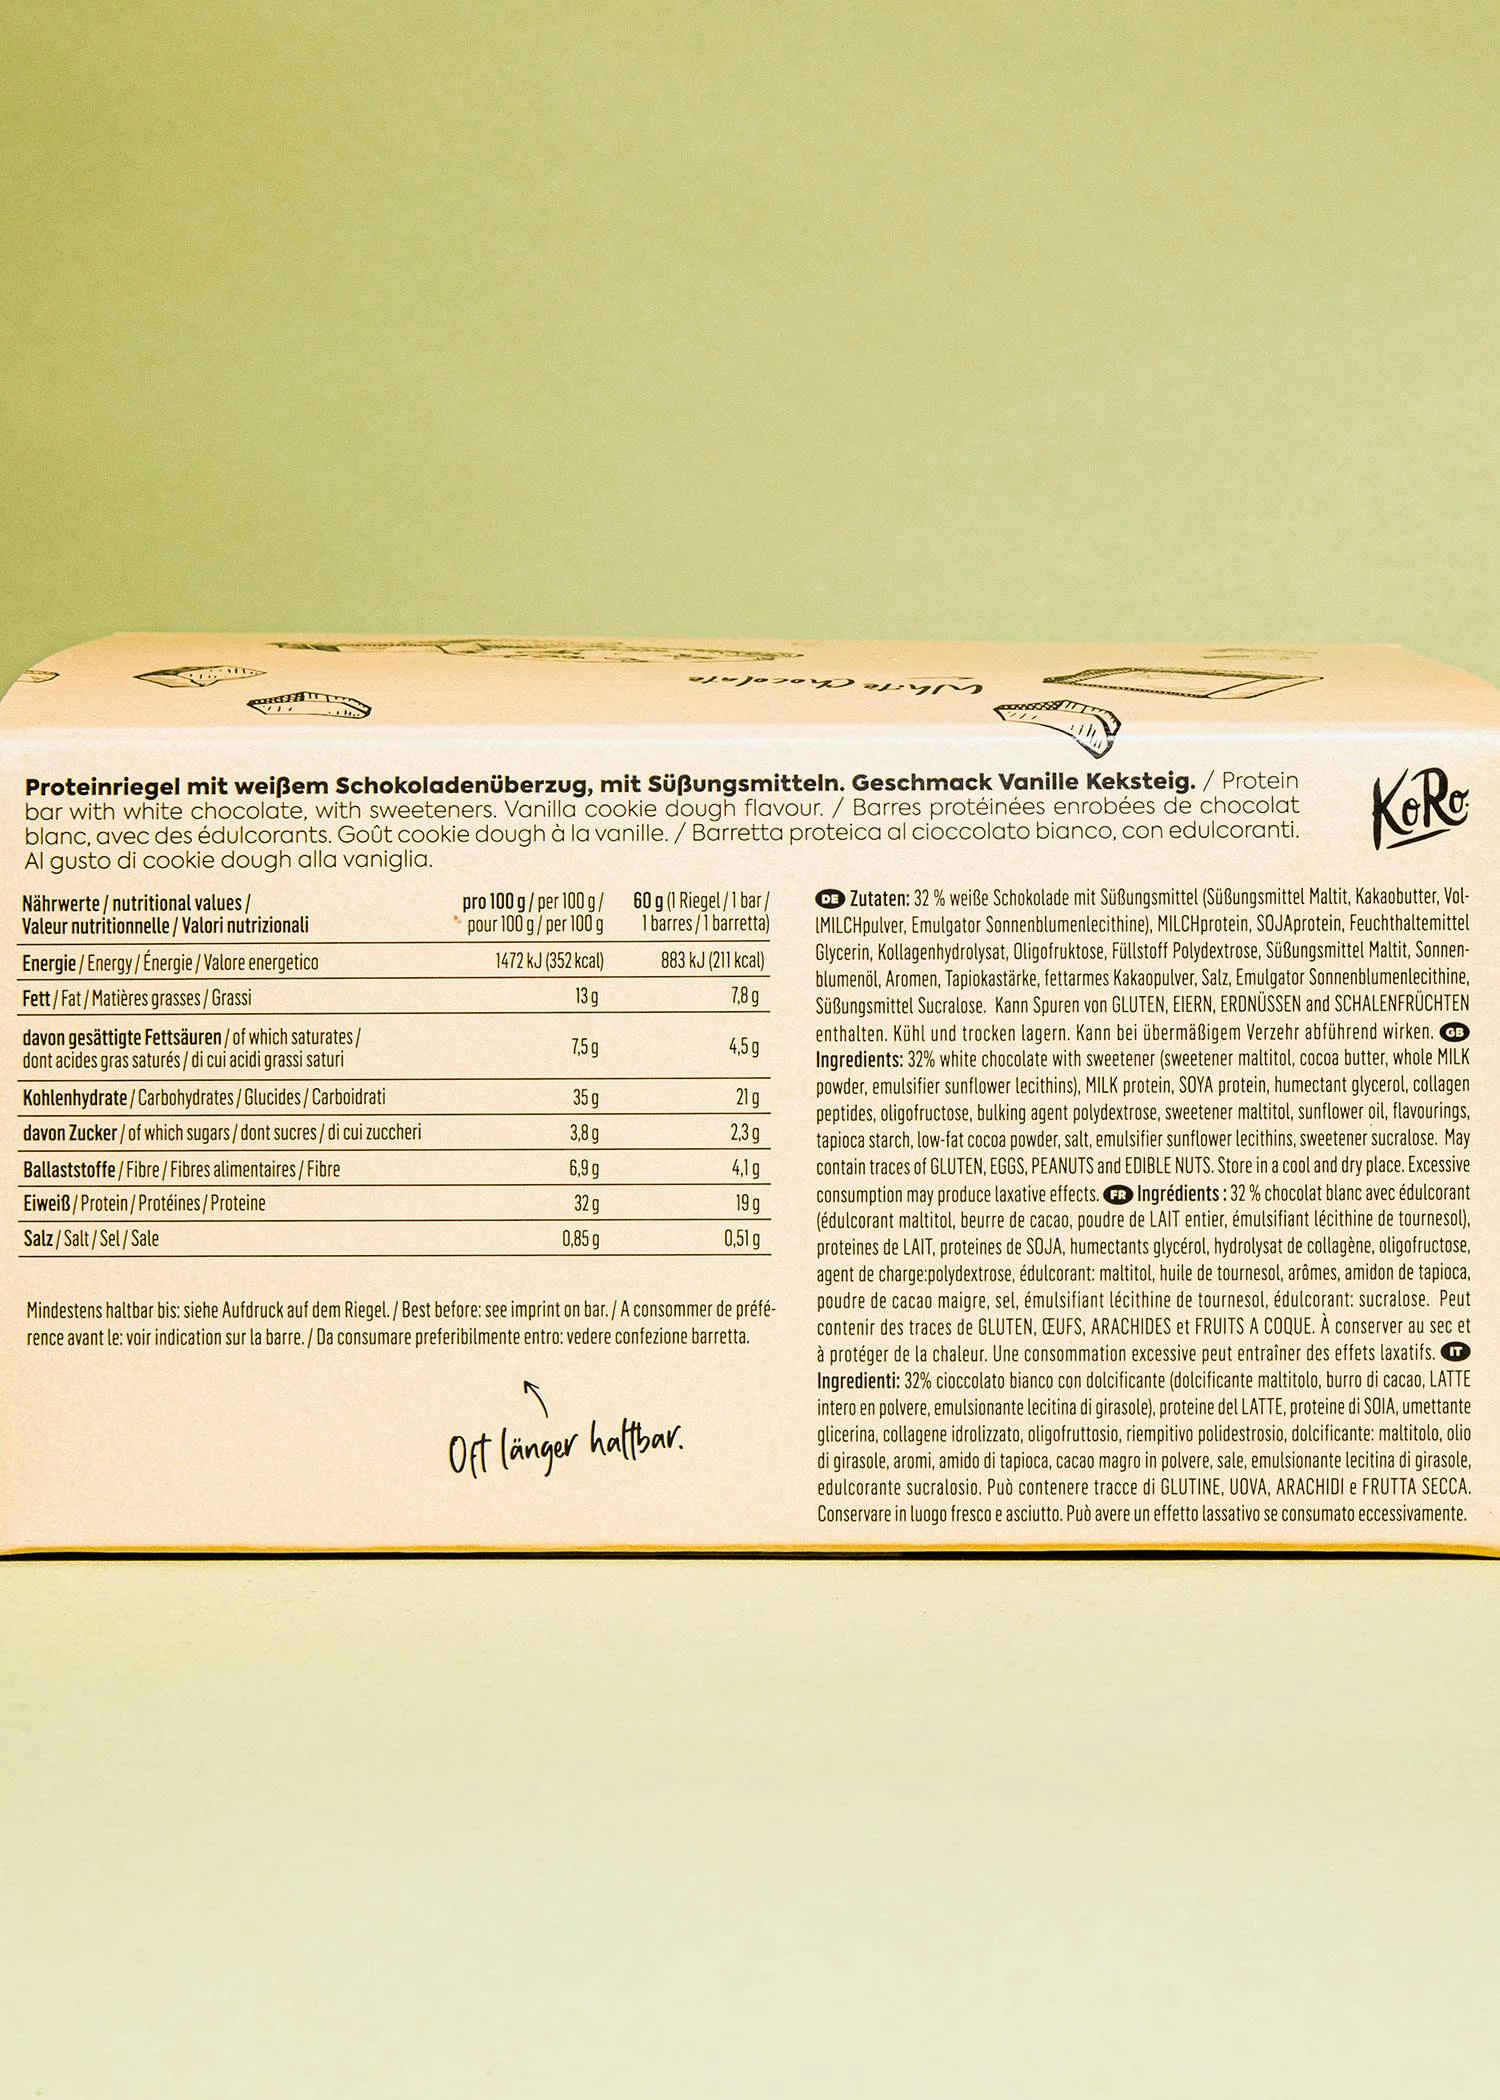 White Chocolate
Proteinriegel mit weißem Schokoladenüberzug, mit Süßungsmitteln. Geschmack Vanille Keksteig. / Protein
bar with white chocolate, with sweeteners. Vanilla cookie dough flavour. / Barres protéinées enrobées de chocolat
blanc, avec des édulcorants. Goût cookie dough à la vanille. / Barretta proteica al cioccolato bianco, con edulcoranti.
Al gusto di cookie dough alla vaniglia.
KoRo
Nährwerte / nutritional values / pro 100 g / per 100 g / 60 g (1 Riegel / 1 bar /
Valeur nutritionnelle / Valori nutrizionali pour 100 g / per 100 g 1 barres / 1 barretta)
Energie / Energy / Énergie / Valore energetico 1472 kJ (352 kcal) 883 kJ (211 kcal)
Fett / Fat / Matières grasses / Grassi 13 g 7,8 g
davon gesättigte Fettsäuren / of which saturates /
dont acides gras saturés / di cui acidi grassi saturi 7,5 g 4,5 g
Kohlenhydrate / Carbohydrates / Glucides / Carboidrati 35 g 21 g
davon Zucker / of which sugars / dont sucres / di cui zuccheri 3,8 g 2,3 g
Ballaststoffe / Fibre / Fibres alimentaires / Fibre 6,9 g 4,1 g
Eiweiß / Protein / Protéines / Proteine 32 g 19 g
Salz / Salt / Sel / Sale 0,85 g 0,51 g
Mindestens haltbar bis: siehe Aufdruck auf dem Riegel. / Best before: see imprint on bar. / A consommer de préfé-
rence avant le: voir indication sur la barre. / Da consumare preferibilmente entro: vedere confezione barretta.
Oft länger haltbar.
DE Zutaten: 32 % weiße Schokolade mit Süßungsmittel (Süßungsmittel Maltit, Kakaobutter, Vol-
lMILCHpulver, Emulgator Sonnenblumenlecithine), MILCHprotein, SOJAprotein, Feuchthaltemittel
Glycerin, Kollagenhydrolysat, Oligofruktose, Füllstoff Polydextrose, Süßungsmittel Maltit, Sonnen-
blumenöl, Aromen, Tapiokastärke, fettarmes Kakaopulver, Salz, Emulgator Sonnenblumenlecithine,
Süßungsmittel Sucralose. Kann Spuren von GLUTEN, EIERN, ERDNÜSSEN and SCHALENFRÜCHTEN
enthalten. Kühl und trocken lagern. Kann bei übermäßigem Verzehr abführend wirken. GB
Ingredients: 32% white chocolate with sweetener (sweetener maltitol, cocoa butter, whole MILK
powder, emulsifier sunflower lecithins), MILK protein, SOYA protein, humectant glycerol, collagen
peptides, oligofructose, bulking agent polydextrose, sweetener maltitol, sunflower oil, flavourings,
tapioca starch, low-fat cocoa powder, salt, emulsifier sunflower lecithins, sweetener sucralose. May
contain traces of GLUTEN, EGGS, PEANUTS and EDIBLE NUTS. Store in a cool and dry place. Excessive
consumption may produce laxative effects. FR Ingrédients : 32 % chocolat blanc avec édulcorant
(édulcorant maltitol, beurre de cacao, poudre de LAIT entier, émulsifiant lécithine de tournesol),
proteines de LAIT, proteines de SOJA, humectants glycérol, hydrolysat de collagène, oligofructose,
agent de charge:polydextrose, édulcorant: maltitol, huile de tournesol, arômes, amidon de tapioca,
poudre de cacao maigre, sel, émulsifiant lécithine de tournesol, édulcorant: sucralose. Peut
contenir des traces de GLUTEN, ŒUFS, ARACHIDES et FRUITS A COQUE. À conserver au sec et
à protéger de la chaleur. Une consommation excessive peut entraîner des effets laxatifs. IT
Ingredienti: 32% cioccolato bianco con dolcificante (dolcificante maltitolo, burro di cacao, LATTE
intero en polvere, emulsionante lecitina di girasole), proteine del LATTE, proteine di SOIA, umettante
glicerina, collagene idrolizzato, oligofruttosio, riempitivo polidestrosio, dolcificante: maltitolo, olio
di girasole, aromi, amido di tapioca, cacao magro in polvere, sale, emulsionante lecitina di girasole,
edulcorante sucralosio. Può contenere tracce di GLUTINE, UOVA, ARACHIDI e FRUTTA SECCA.
Conservare in luogo fresco e asciutto. Può avere un effetto lassativo se consumato eccessivamente.